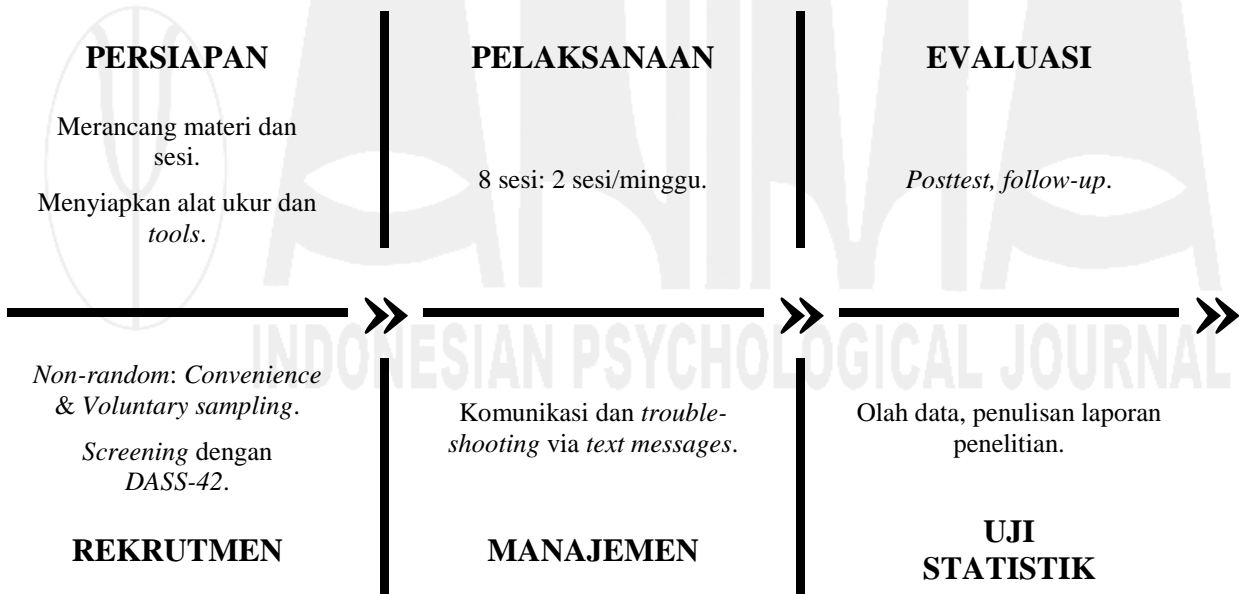 PERSIAPAN
Merancang materi dan
sesi.
Menyiapkan alat ukur dan
tools.
PELAKSANAAN
8 sesi: 2 sesi/minggu.
EVALUASI
Posttest, follow-up.
Non-random: Convenience
& Voluntary sampling.
Screening dengan
DASS-42.
REKRUTMEN
Komunikasi dan trouble-
shooting via text messages.
MANAJEMEN
Olah data, penulisan laporan
penelitian.
UJI
STATISTIK
ANIMA
INDONESIAN PSYCHOLOGICAL JOURNAL